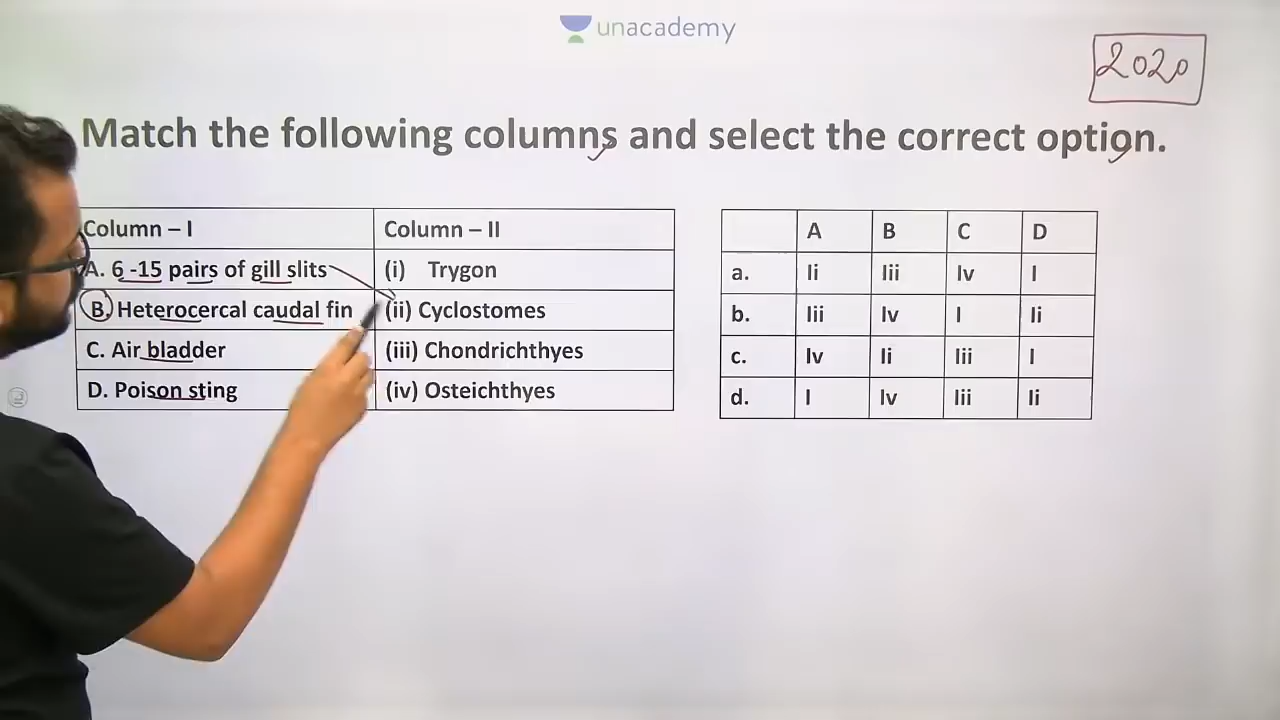 unacademy
2020
Match the following columns and select the correct option.
Column – I Column – II
A. 6 -15 pairs of gill slits (i) Trygon
B. Heterocercal caudal fin (ii) Cyclostomes
C. Air bladder (iii) Chondrichthyes
D. Poison sting (iv) Osteichthyes
A B C D
a. Ii Iii Iv I
b. Iii Iv I Ii
c. Iv Ii Iii I
d. I Iv Iii Ii